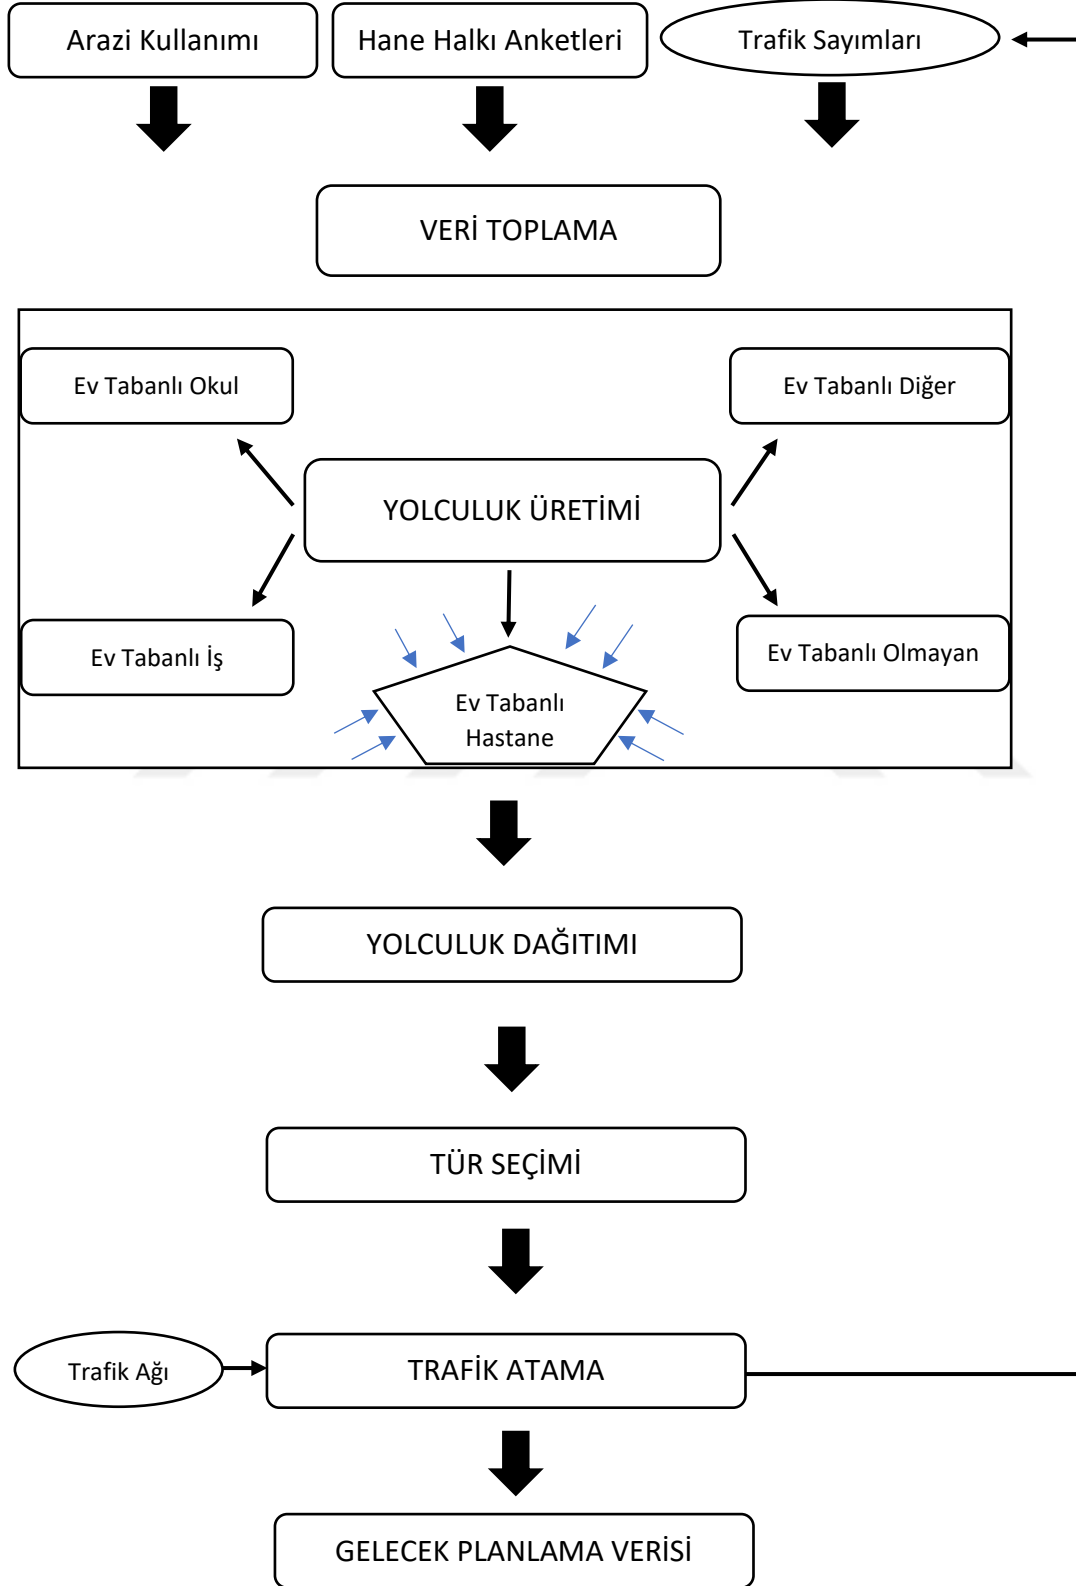 Arazi Kullanımı
Hane Halkı Anketleri
Trafik Sayımları
VERİ TOPLAMA
Ev Tabanlı Okul
Ev Tabanlı Diğer
YOLCULUK ÜRETİMİ
Ev Tabanlı İş
Ev Tabanlı Hastane
Ev Tabanlı Olmayan
YOLCULUK DAĞITIMI
TÜR SEÇİMİ
Trafik Ağı
TRAFİK ATAMA
GELECEK PLANLAMA VERİSİ